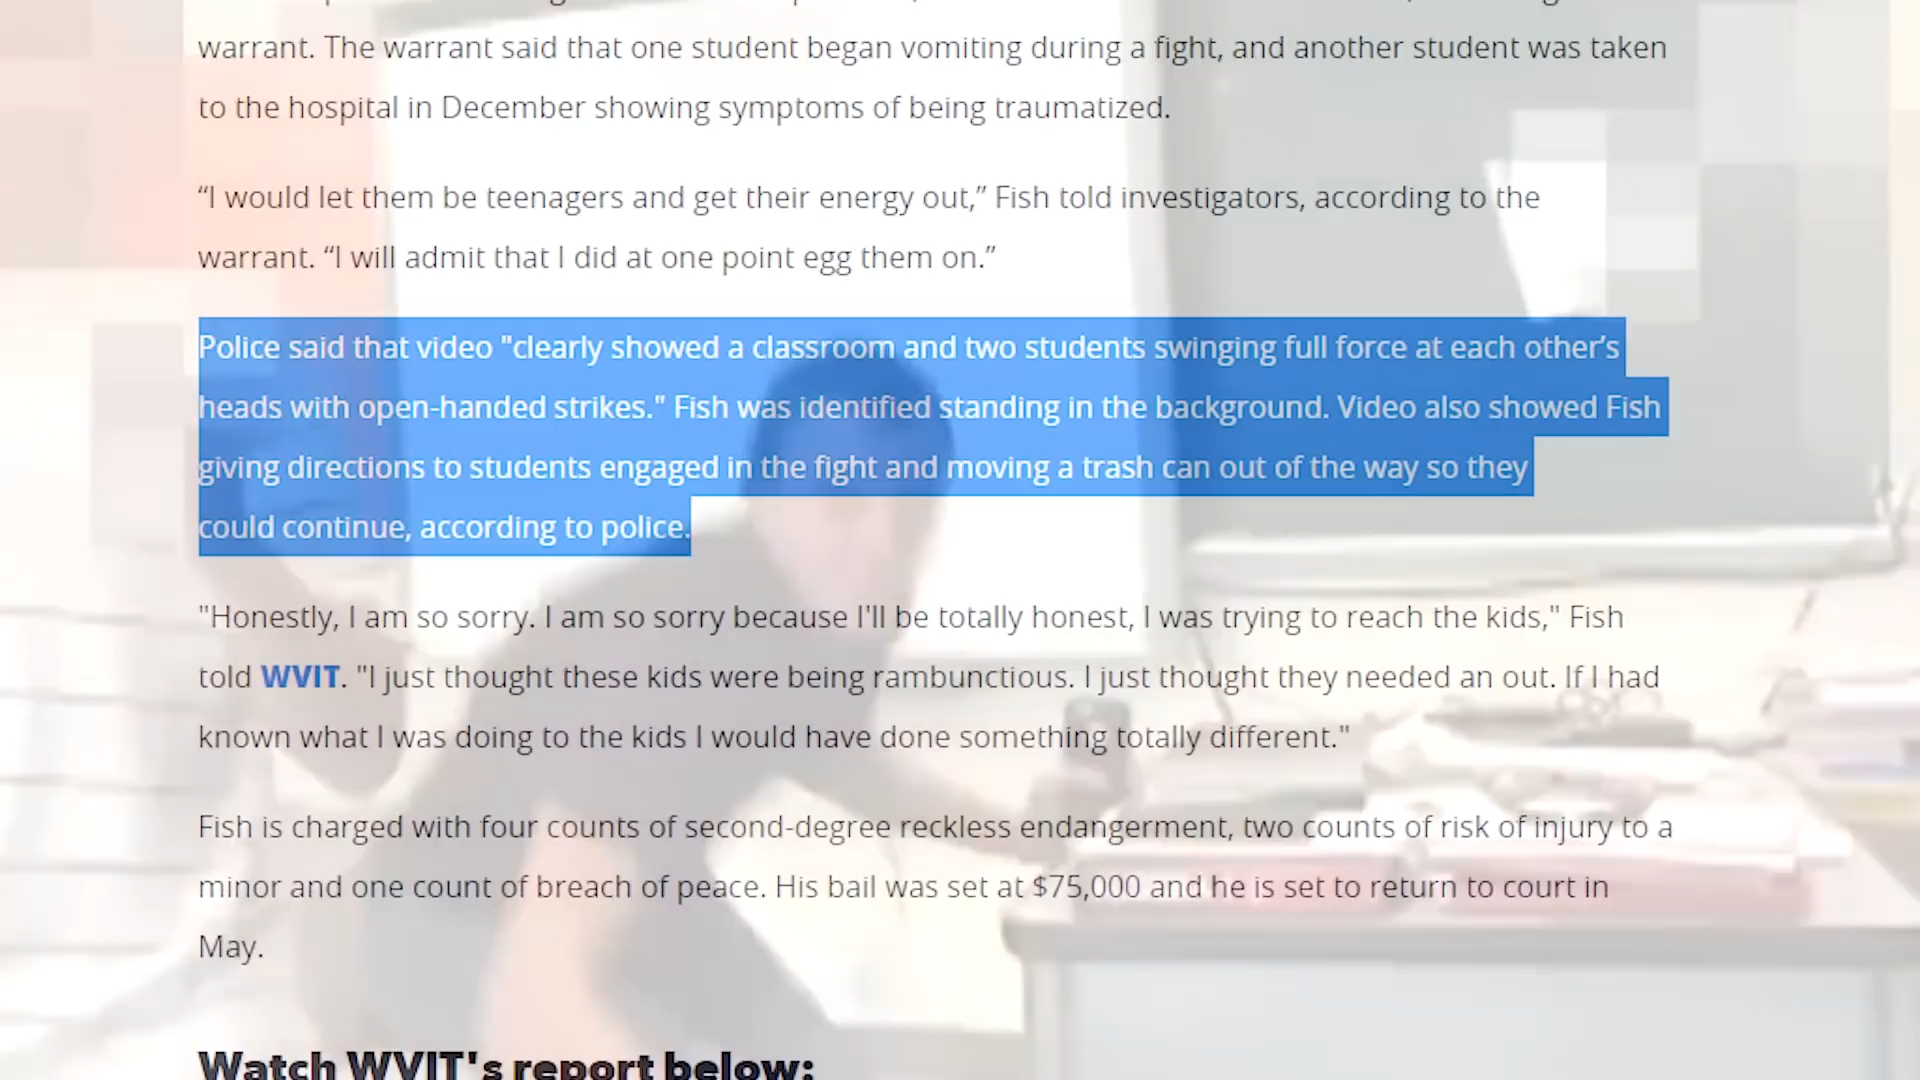 warrant. The warrant said that one student began vomiting during a fight, and another student was taken
to the hospital in December showing symptoms of being traumatized.
“I would let them be teenagers and get their energy out,” Fish told investigators, according to the
warrant. “I will admit that I did at one point egg them on.”
Police said that video "clearly showed a classroom and two students swinging full force at each other’s
heads with open-handed strikes." Fish was identified standing in the background. Video also showed Fish
giving directions to students engaged in the fight and moving a trash can out of the way so they
could continue, according to police.
"Honestly, I am so sorry. I am so sorry because I'll be totally honest, I was trying to reach the kids," Fish
told WVIT. "I just thought these kids were being rambunctious. I just thought they needed an out. If I had
known what I was doing to the kids I would have done something totally different."
Fish is charged with four counts of second-degree reckless endangerment, two counts of risk of injury to a
minor and one count of breach of peace. His bail was set at $75,000 and he is set to return to court in
May.
Watch WVIT's report below: